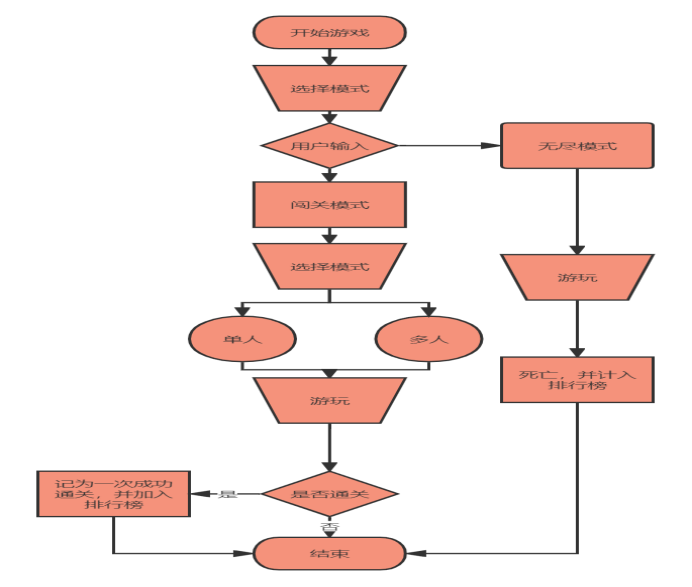 开始游戏
选择模式
用户输入
无尽模式
闯关模式
选择模式
游玩
单人
多人
死亡，并计入
排行榜
游玩
记为一次成功
通关，并加入
排行榜
是
是否通关
否
结束